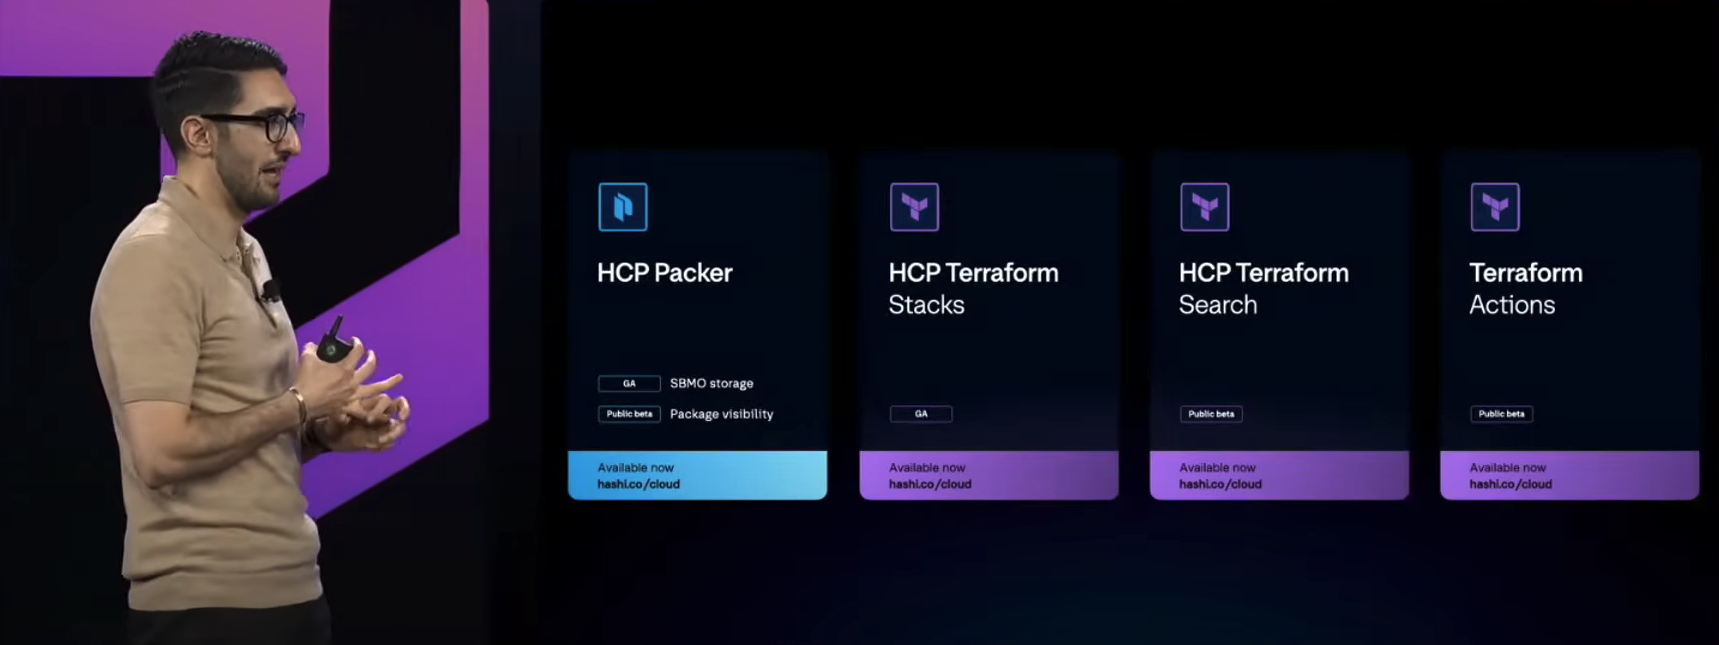 HCP Packer
GA SBMO storage
Public beta Package visibility
Available now
hashi.co/cloud
HCP Terraform
Stacks
GA
Available now
hashi.co/cloud
HCP Terraform
Search
Public beta
Available now
hashi.co/cloud
Terraform
Actions
Public beta
Available now
hashi.co/cloud